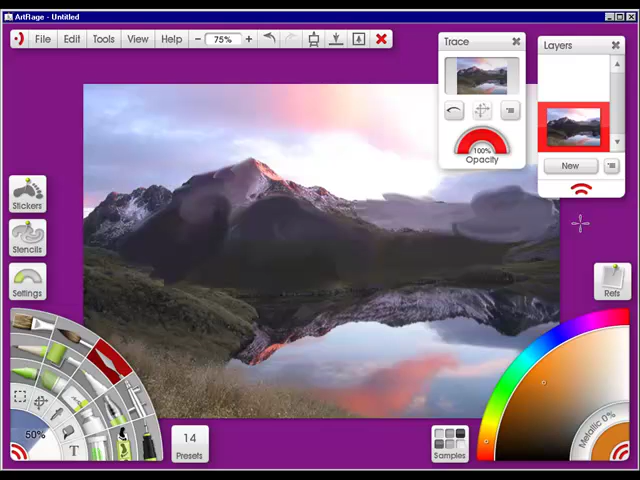 ArtRage - Untitled
File Edit Tools View Help - 75% +
Trace
Layers
100%
Opacity
New
Stickers
Stencils
Settings
Refs
50%
T
14
Presets
Samples
Metallic 0%